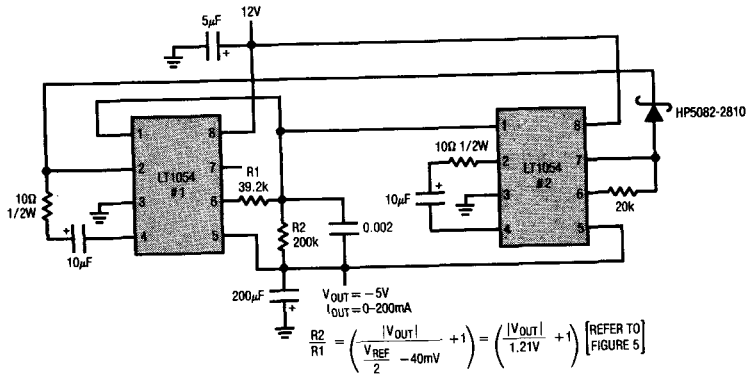 5µF
12V
HP5082-2810
1
8
2
7
3
6
4
5
LT1054
#1
R1
39.2k
10Ω
1/2W
10µF
R2
200k
0.002
200µF
VOUT = −5V
IOUT = 0–200mA
1
8
2
7
3
6
4
5
LT1054
#2
10Ω 1/2W
10µF
20k
R2/R1 = (|VOUT| / (VREF/2 − 40mV) + 1) = (|VOUT| / 1.21V + 1) [REFER TO FIGURE 5]